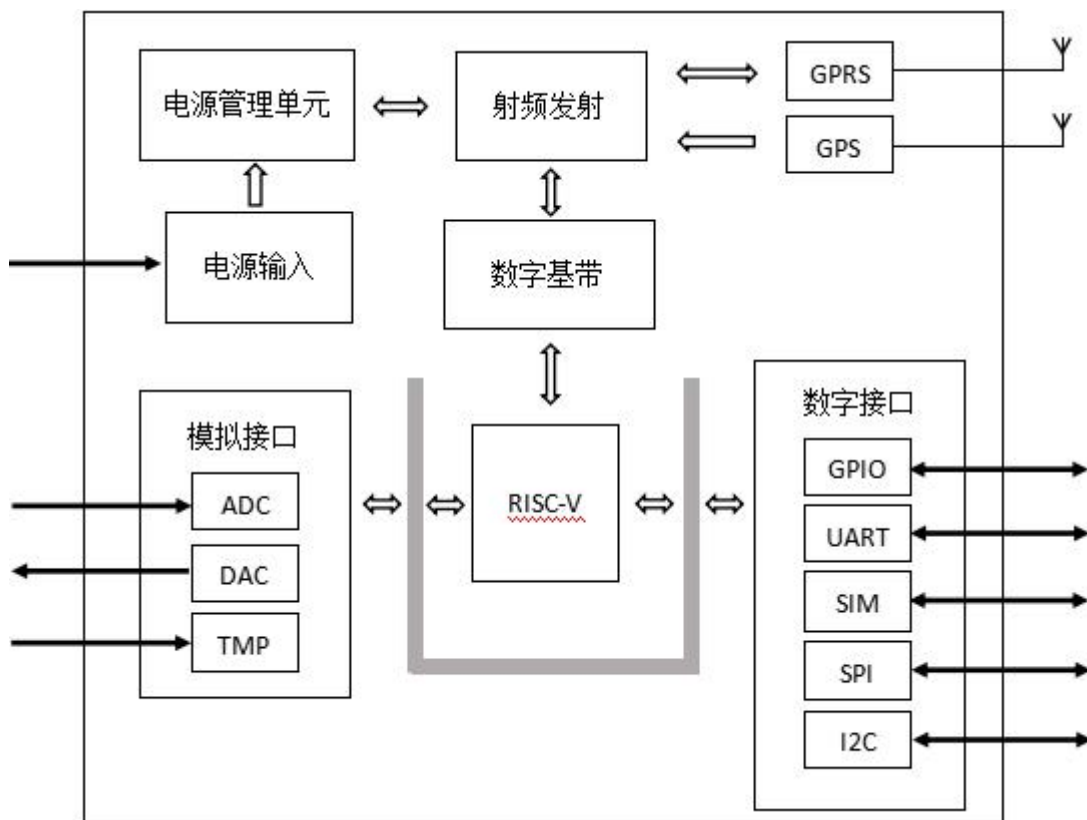 电源管理单元
射频发射
GPRS
GPS
电源输入
数字基带
模拟接口
ADC
DAC
TMP
RISC-V
数字接口
GPIO
UART
SIM
SPI
I2C